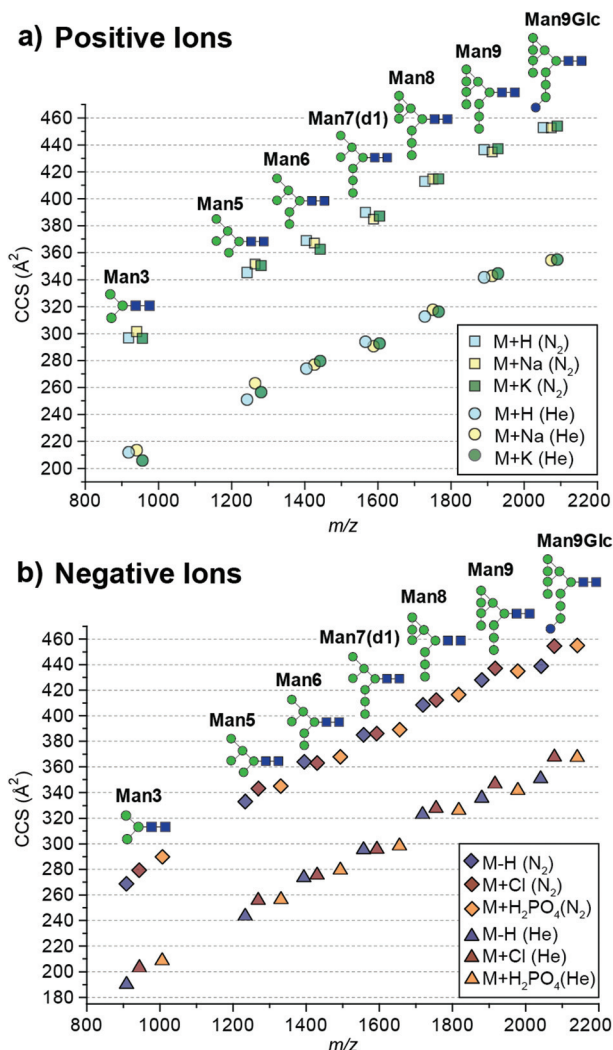 a) Positive Ions
Man9Glc
Man9
Man8
Man7(d1)
Man6
Man5
Man3
460
440
420
400
380
360
340
320
300
280
260
240
220
200
CCS (Å²)
M+H (N₂)
M+Na (N₂)
M+K (N₂)
M+H (He)
M+Na (He)
M+K (He)
800 1000 1200 1400 1600 1800 2000 2200
m/z
b) Negative Ions
Man9Glc
Man9
Man8
Man7(d1)
Man6
Man5
Man3
460
440
420
400
380
360
340
320
300
280
260
240
220
200
180
CCS (Å²)
M-H (N₂)
M+Cl (N₂)
M+H₂PO₄(N₂)
M-H (He)
M+Cl (He)
M+H₂PO₄(He)
800 1000 1200 1400 1600 1800 2000 2200
m/z